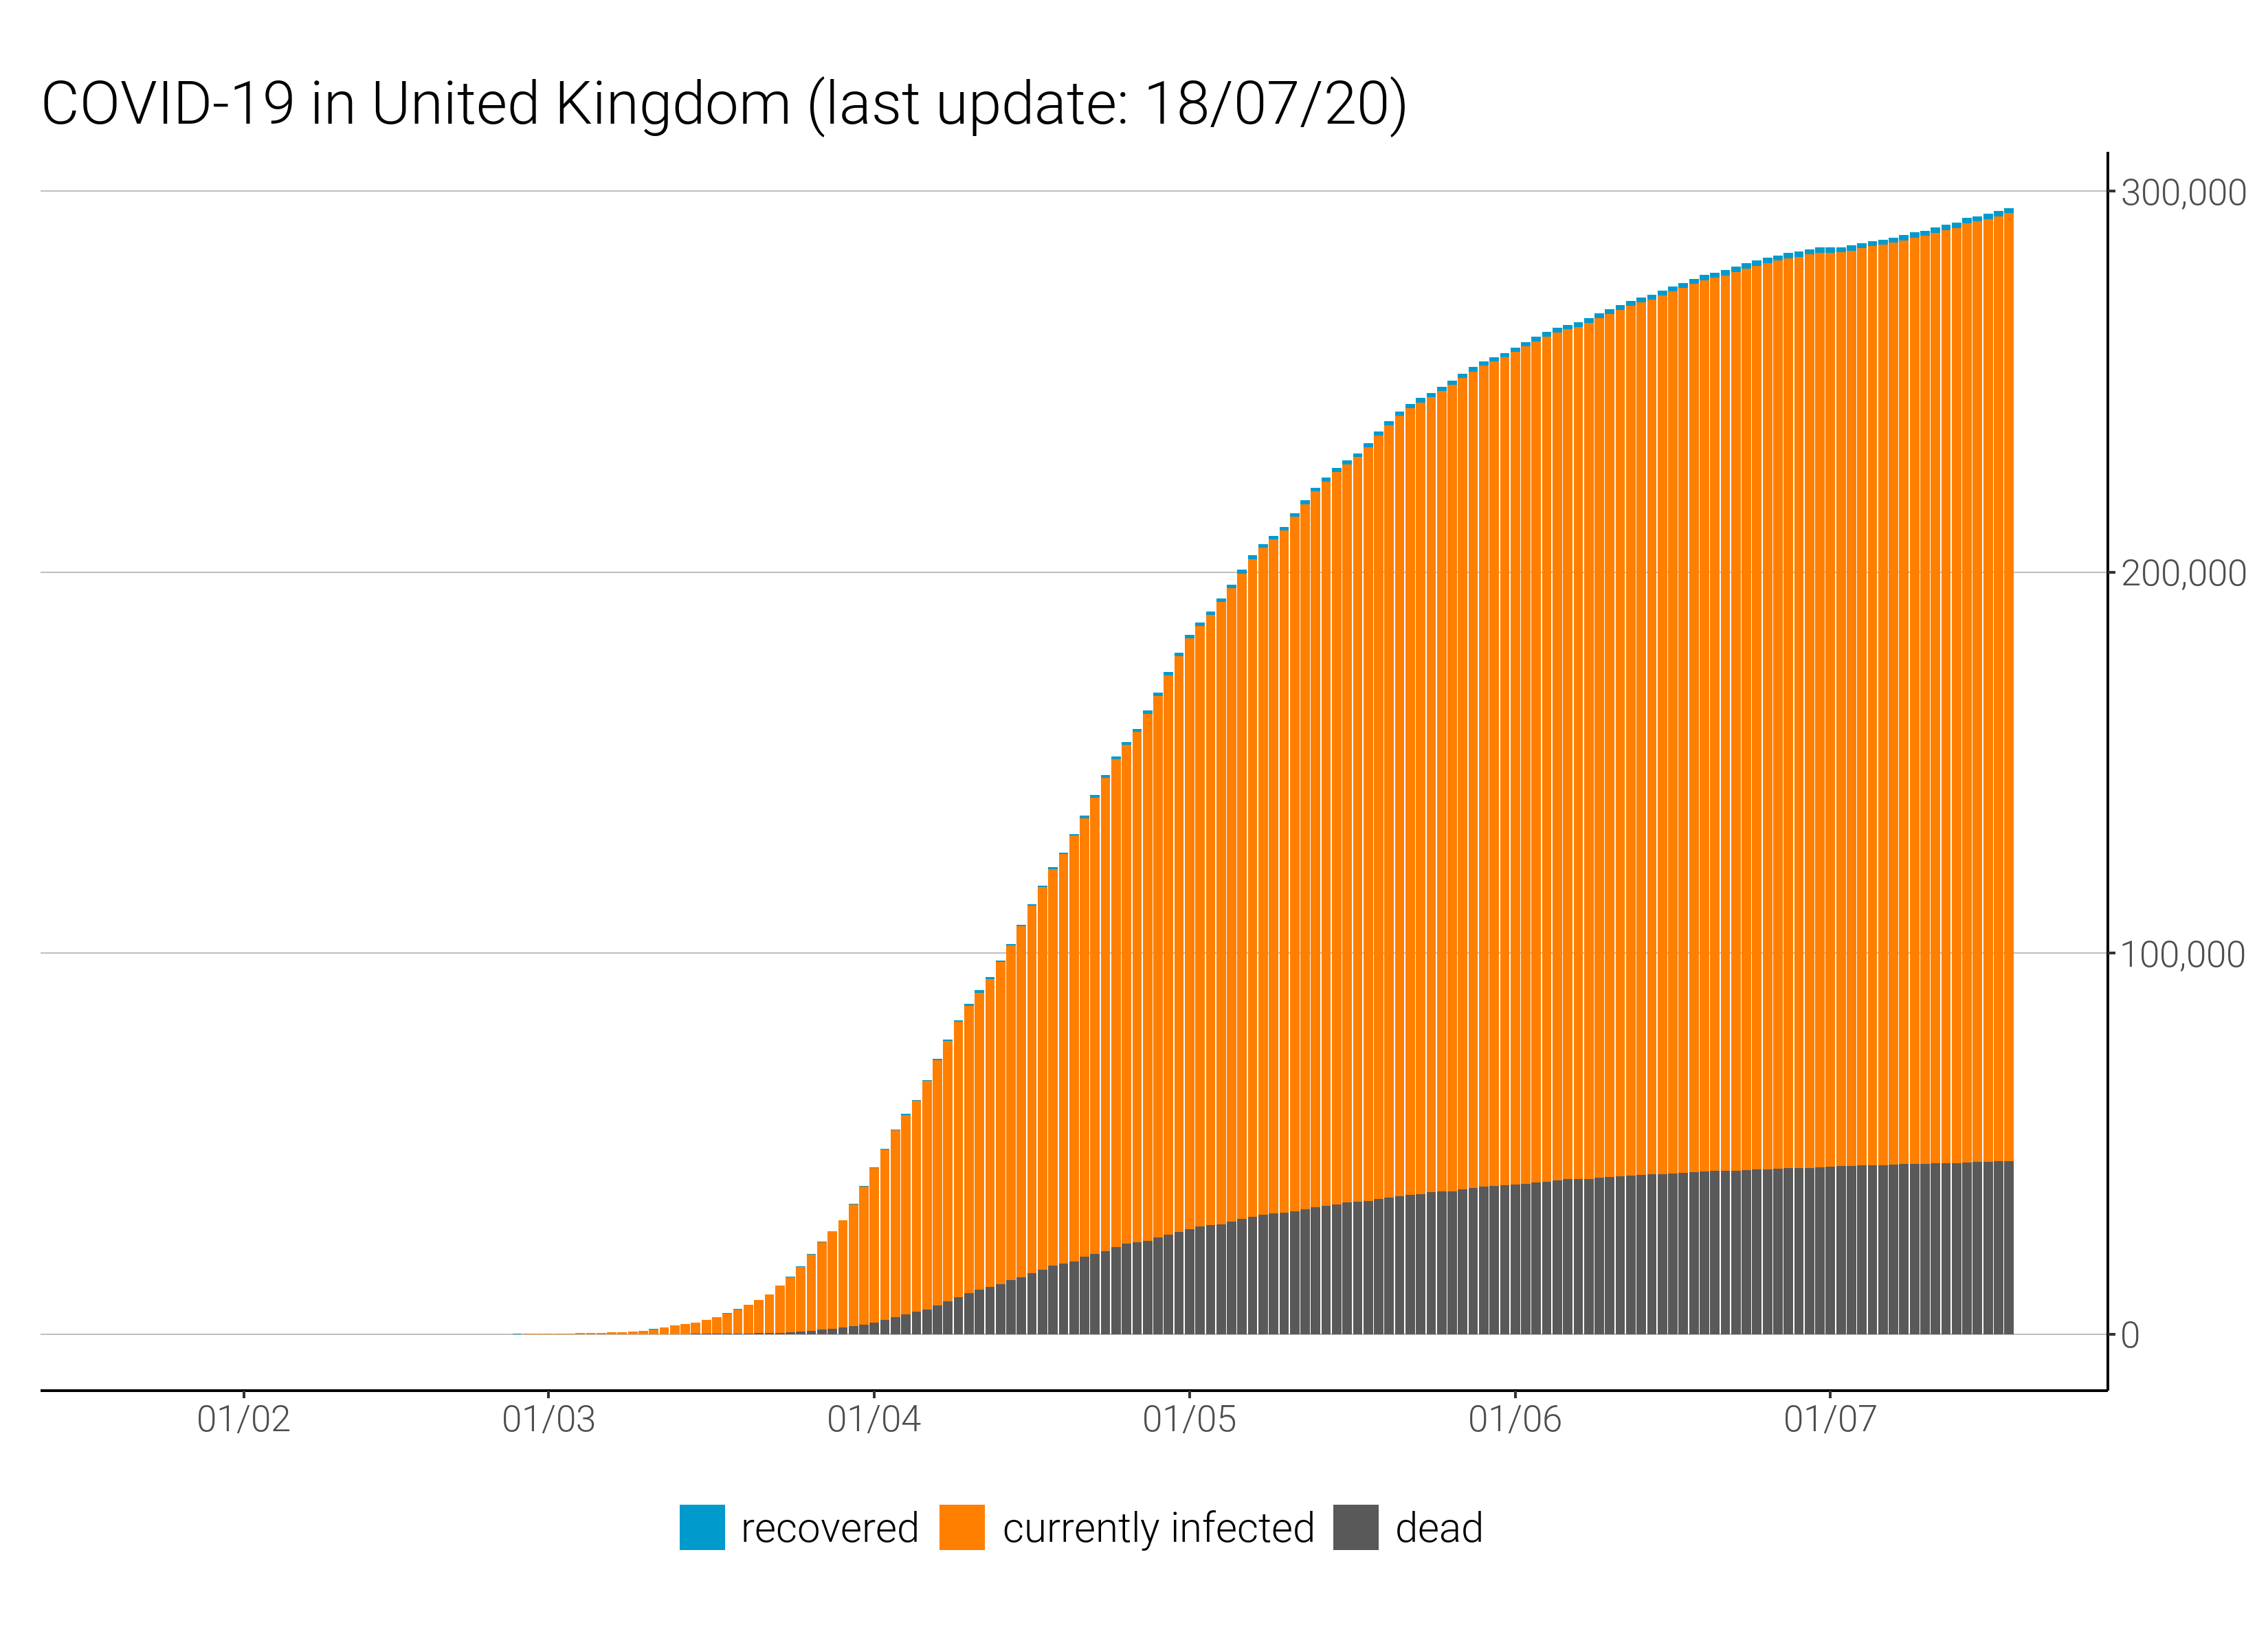 COVID-19 in United Kingdom (last update: 18/07/20)
300,000
200,000
100,000
0
01/02 01/03 01/04 01/05 01/06 01/07
recovered currently infected dead